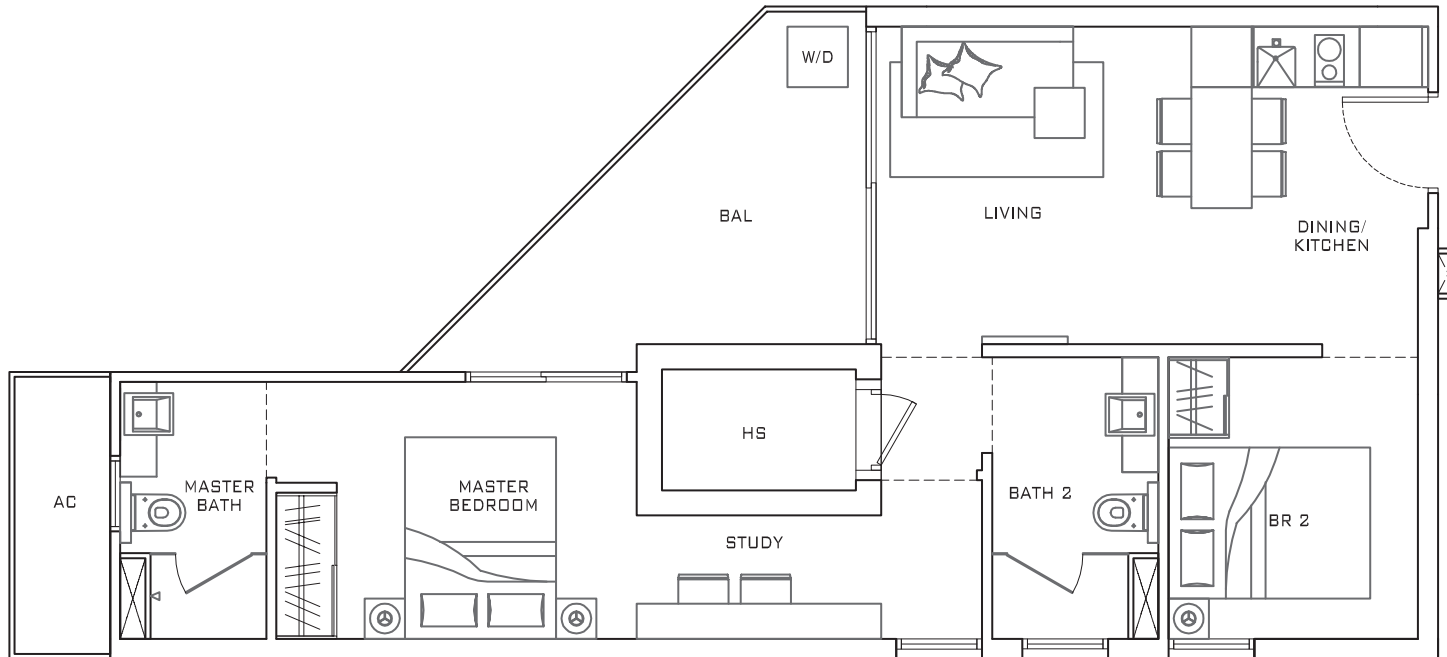 W/D
BAL
LIVING
DINING/
KITCHEN
HS
AC
MASTER
BATH
MASTER
BEDROOM
STUDY
BATH 2
BR 2